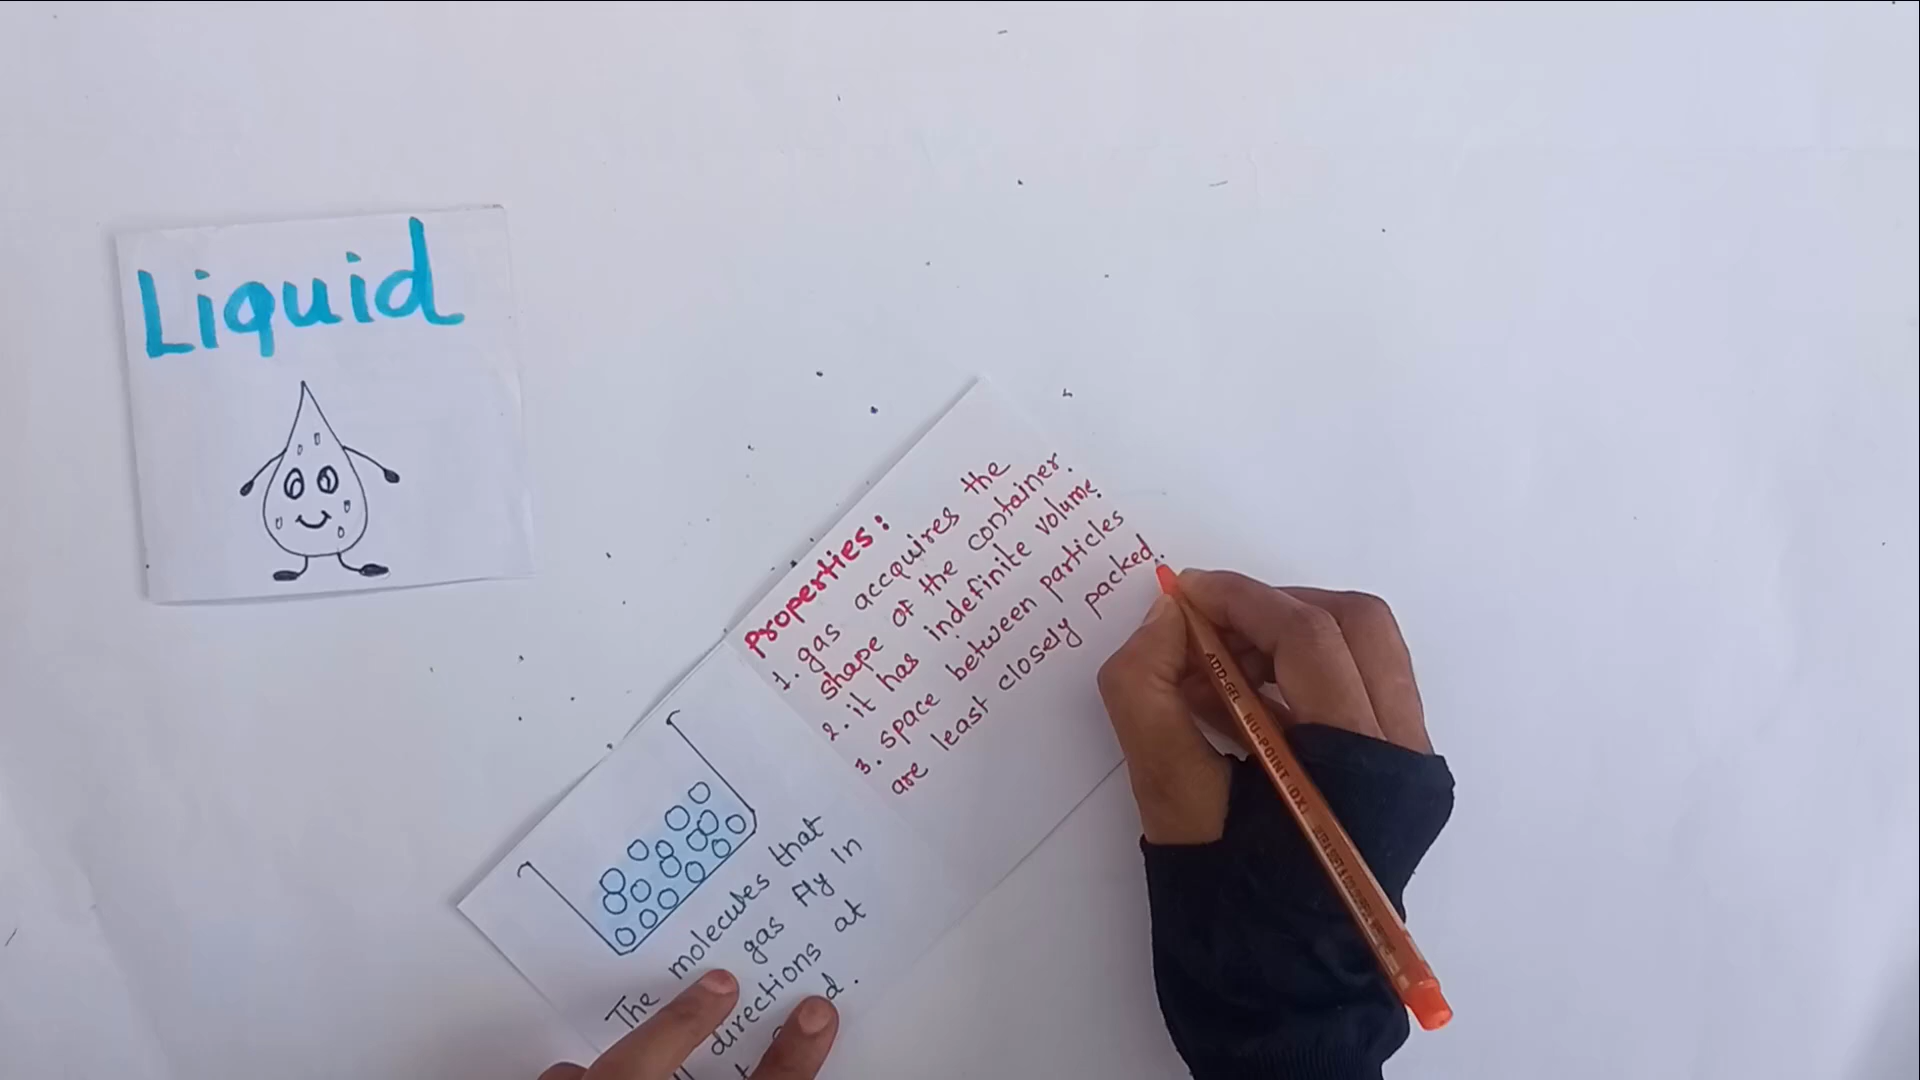 Liquid
properties:
1. gas accquires the
shape of the container.
2. it has indefinite volume.
3. space between particles
are least closely packed.
The molecules that
gas fly in
directions at
d.
ADD-GEL NU-POINT (DX)